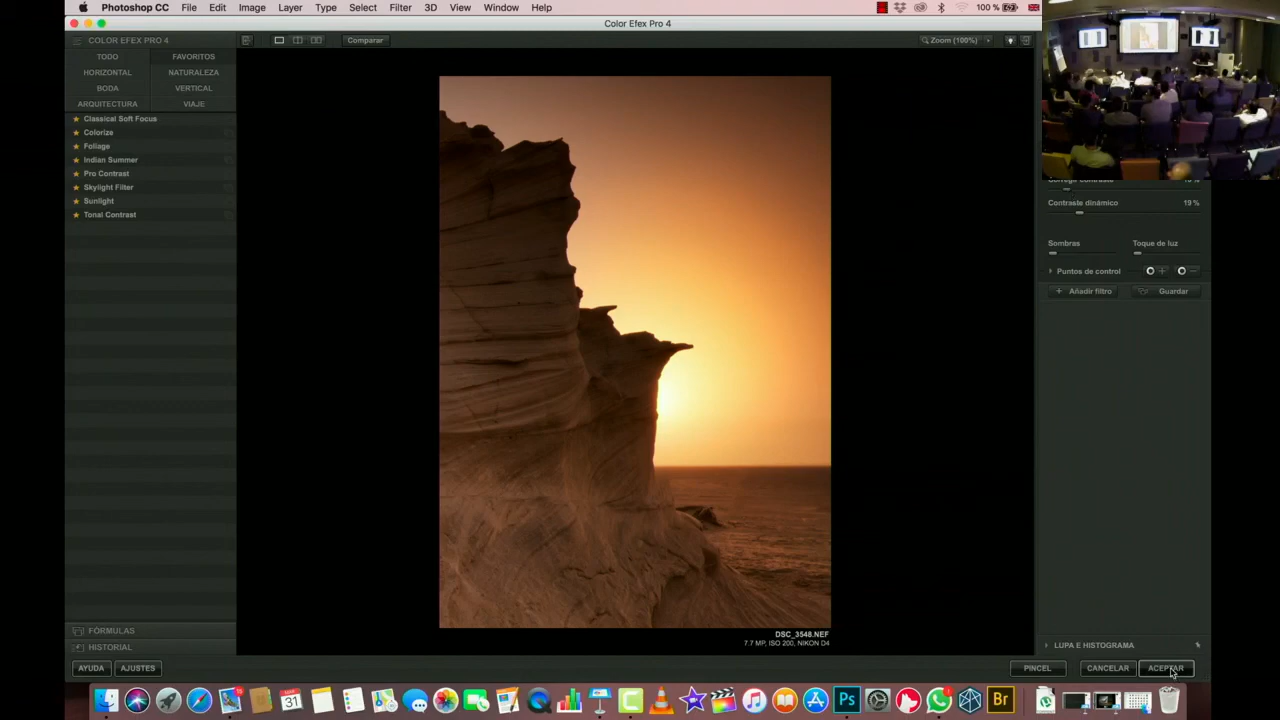 Photoshop CC File Edit Image Layer Type Select Filter 3D View Window Help 100 %
Color Efex Pro 4
COLOR EFEX PRO 4
Comparar
Zoom (100%)
TODO FAVORITOS
HORIZONTAL NATURALEZA
BODA VERTICAL
ARQUITECTURA VIAJE
Classical Soft Focus
Colorize
Foliage
Indian Summer
Pro Contrast
Skylight Filter
Sunlight
Tonal Contrast
Contraste dinámico 19 %
Sombras Toque de luz
Puntos de control
Añadir filtro Guardar
DSC_3548.NEF
7.7 MP, ISO 200, NIKON D4
FÓRMULAS
HISTORIAL
LUPA E HISTOGRAMA
AYUDA AJUSTES PINCEL CANCELAR ACEPTAR
31
Ps
Br